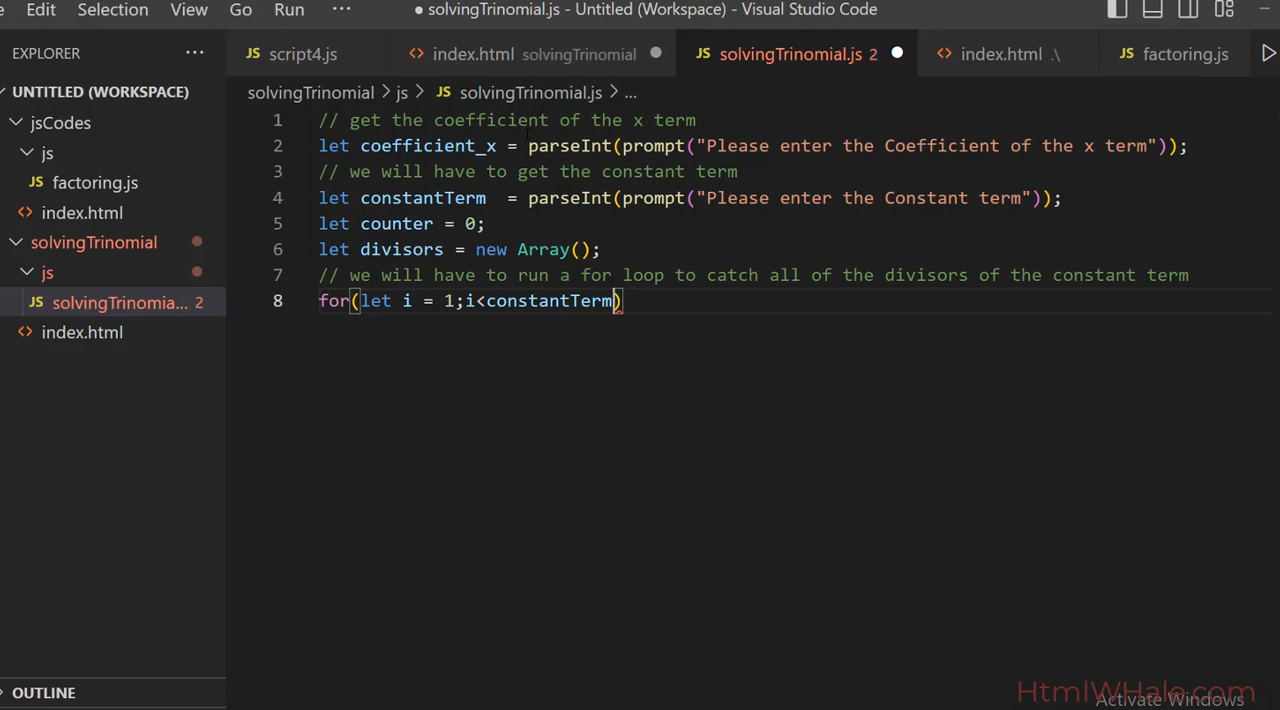 e Edit Selection View Go Run ··· ● solvingTrinomial.js - Untitled (Workspace) - Visual Studio Code
EXPLORER ···
JS script4.js <> index.html solvingTrinomial ● JS solvingTrinomial.js 2 ● <> index.html .\ JS factoring.js
UNTITLED (WORKSPACE)
jsCodes
js
JS factoring.js
<> index.html
solvingTrinomial
js
JS solvingTrinomia... 2
<> index.html
OUTLINE
solvingTrinomial > js > JS solvingTrinomial.js > ...
1 // get the coefficient of the x term
2 let coefficient_x = parseInt(prompt("Please enter the Coefficient of the x term"));
3 // we will have to get the constant term
4 let constantTerm  = parseInt(prompt("Please enter the Constant term"));
5 let counter = 0;
6 let divisors = new Array();
7 // we will have to run a for loop to catch all of the divisors of the constant term
8 for(let i = 1;i<constantTerm)
HtmlWHale.com
Activate Windows